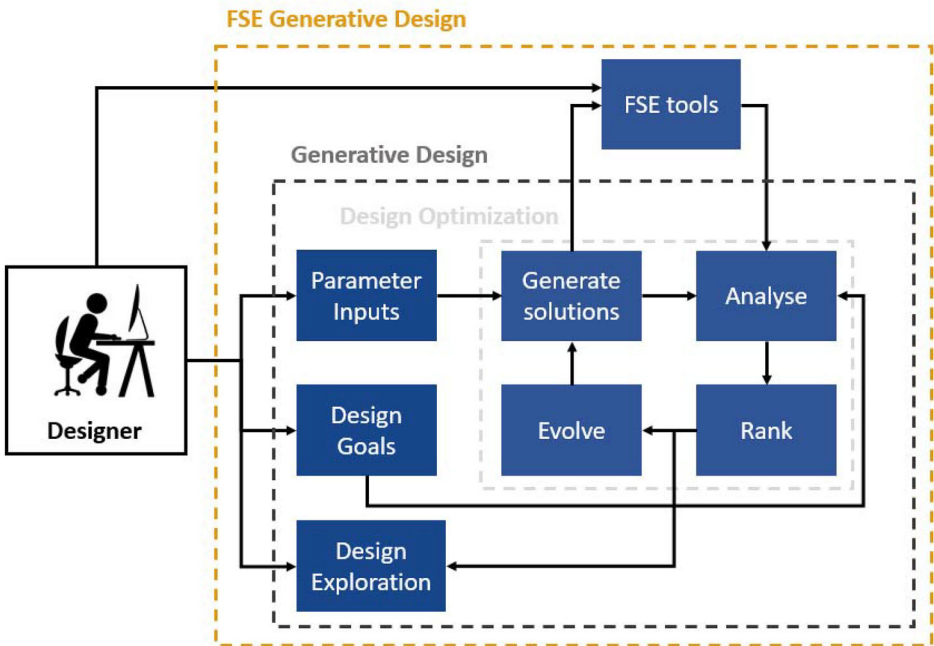 FSE Generative Design
FSE tools
Generative Design
Design Optimization
Parameter
Inputs
Generate
solutions
Analyse
Designer
Design
Goals
Evolve
Rank
Design
Exploration